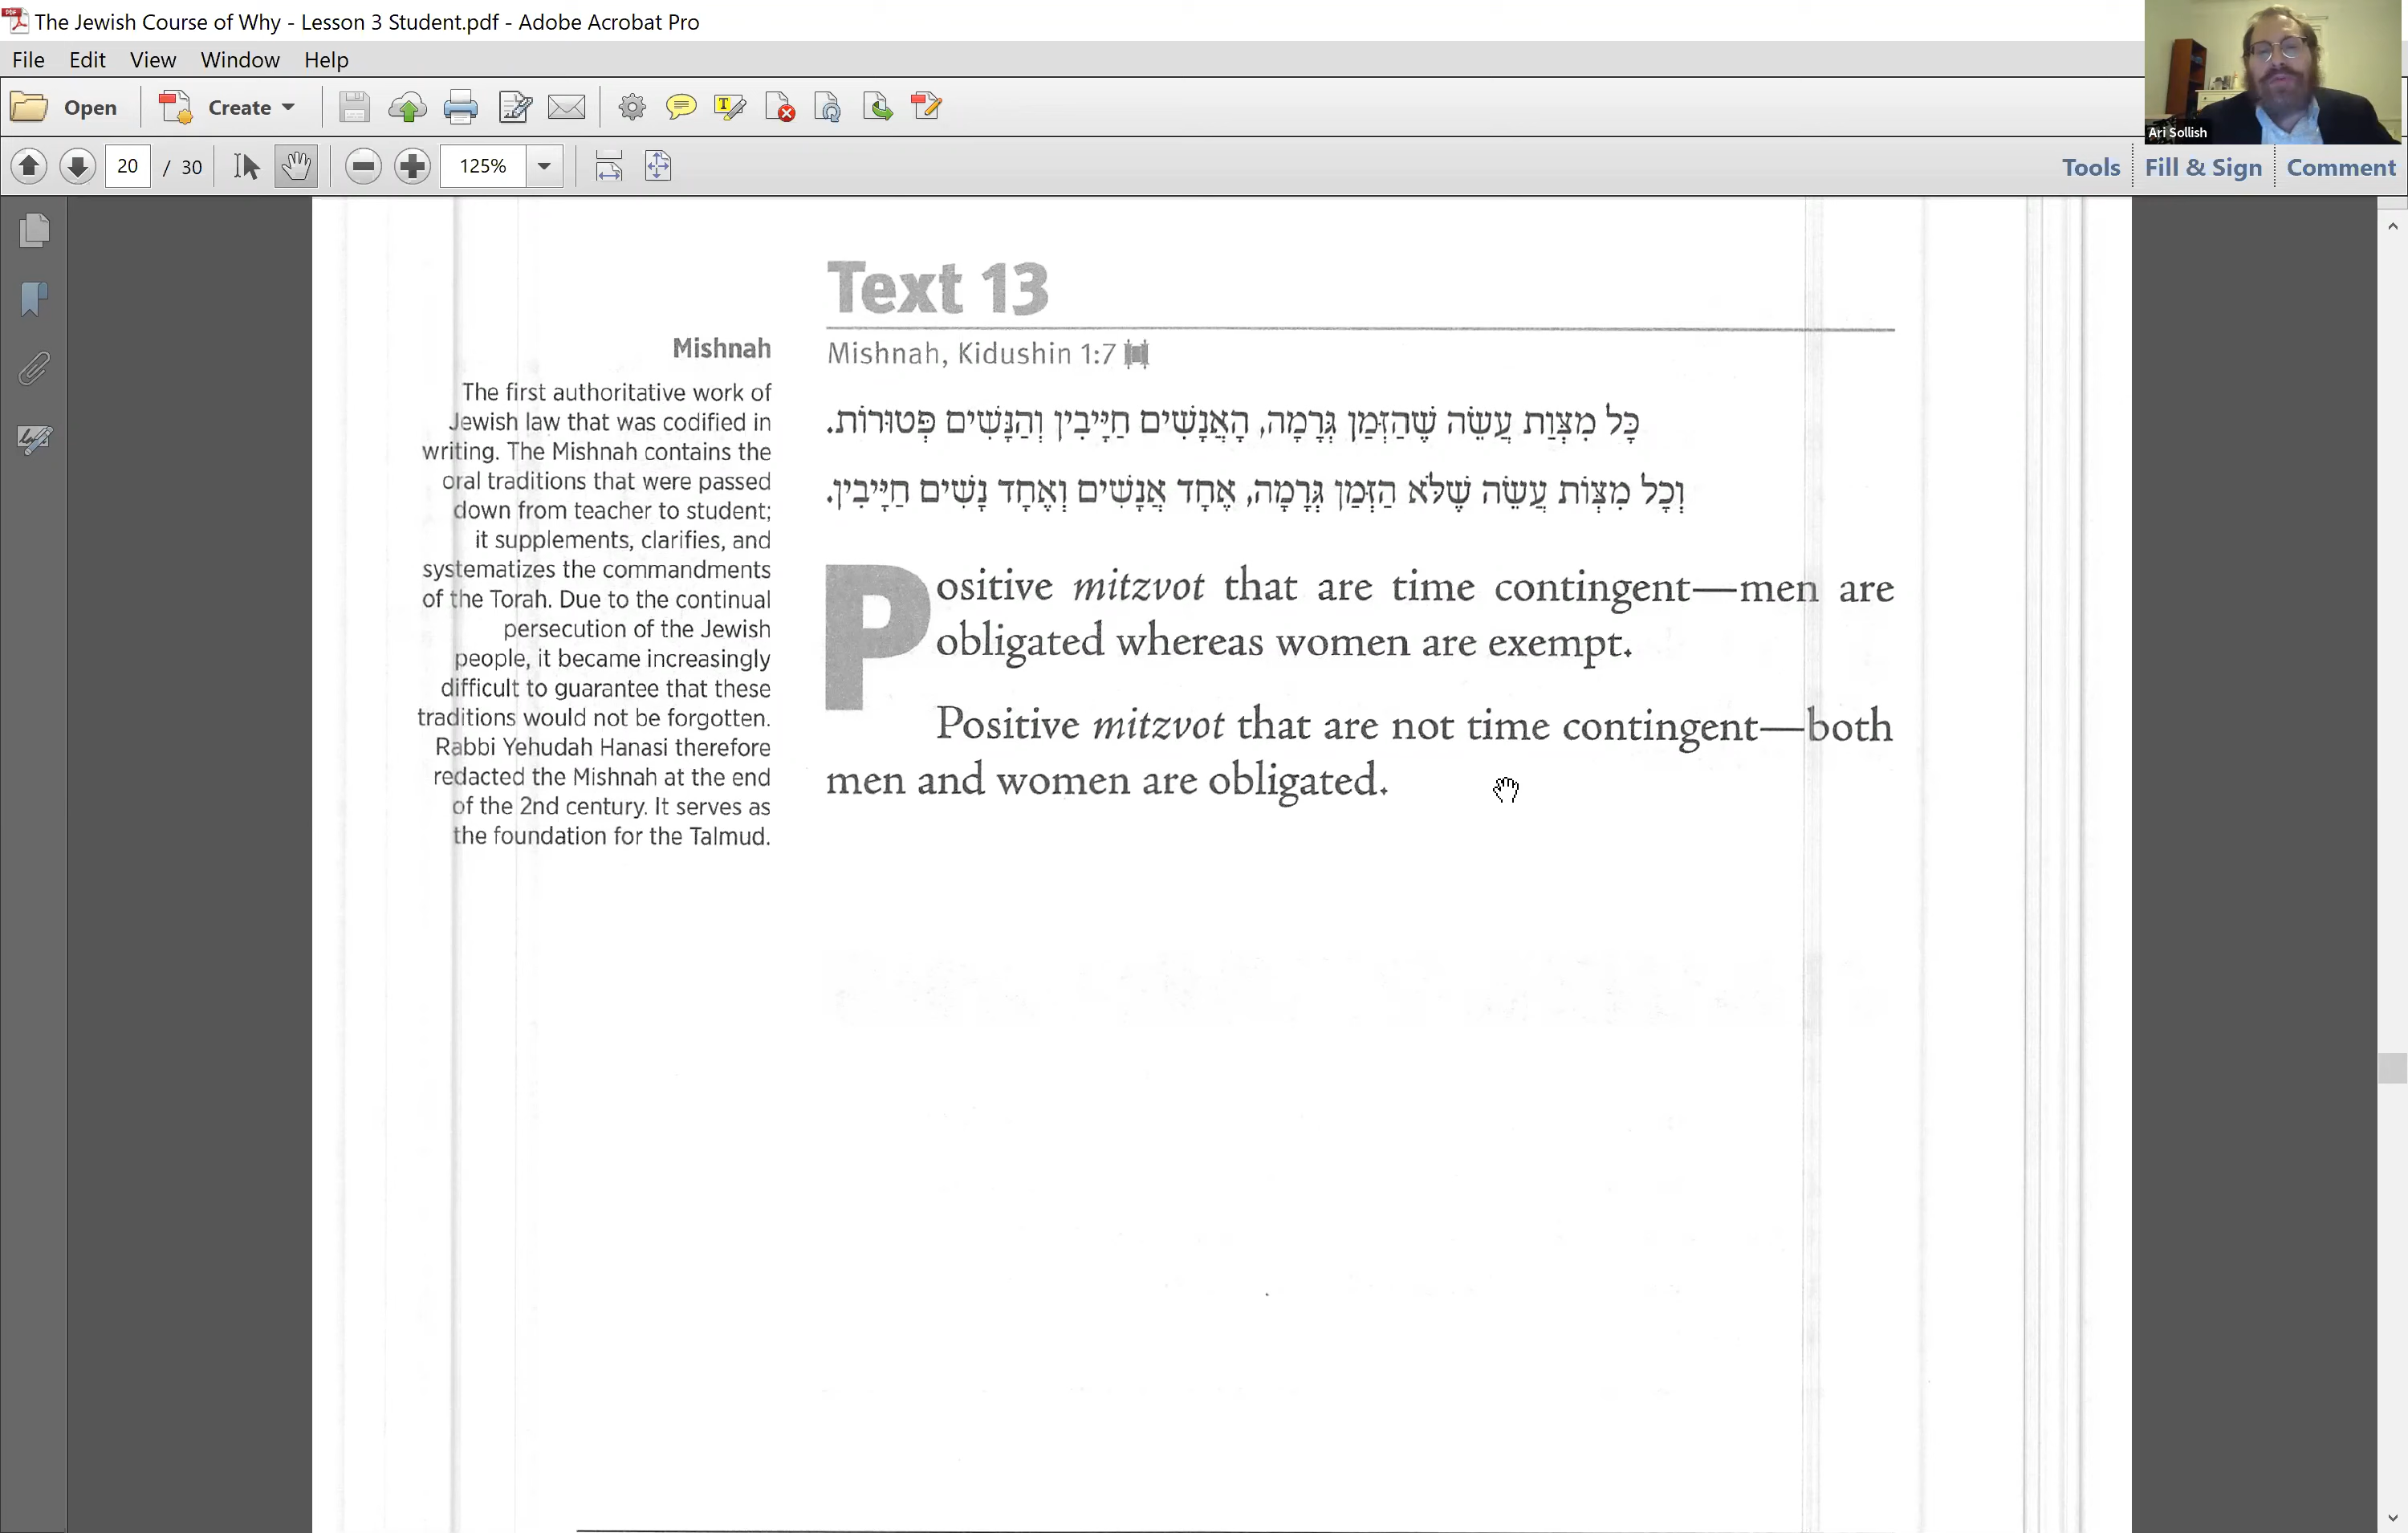 The Jewish Course of Why - Lesson 3 Student.pdf - Adobe Acrobat Pro
File Edit View Window Help
Open Create
20 / 30 125%
Tools Fill & Sign Comment
Ari Sollish
Text 13
Mishnah, Kidushin 1:7
כָּל מִצְוַת עֲשֵׂה שֶׁהַזְּמַן גְּרָמָה, הָאֲנָשִׁים חַיָּיבִין וְהַנָּשִׁים פְּטוּרוֹת.
וְכָל מִצְוֹת עֲשֵׂה שֶׁלֹּא הַזְּמַן גְּרָמָה, אֶחָד אֲנָשִׁים וְאֶחָד נָשִׁים חַיָּיבִין.
Positive mitzvot that are time contingent—men are
obligated whereas women are exempt.
Positive mitzvot that are not time contingent—both
men and women are obligated.
Mishnah
The first authoritative work of
Jewish law that was codified in
writing. The Mishnah contains the
oral traditions that were passed
down from teacher to student;
it supplements, clarifies, and
systematizes the commandments
of the Torah. Due to the continual
persecution of the Jewish
people, it became increasingly
difficult to guarantee that these
traditions would not be forgotten.
Rabbi Yehudah Hanasi therefore
redacted the Mishnah at the end
of the 2nd century. It serves as
the foundation for the Talmud.